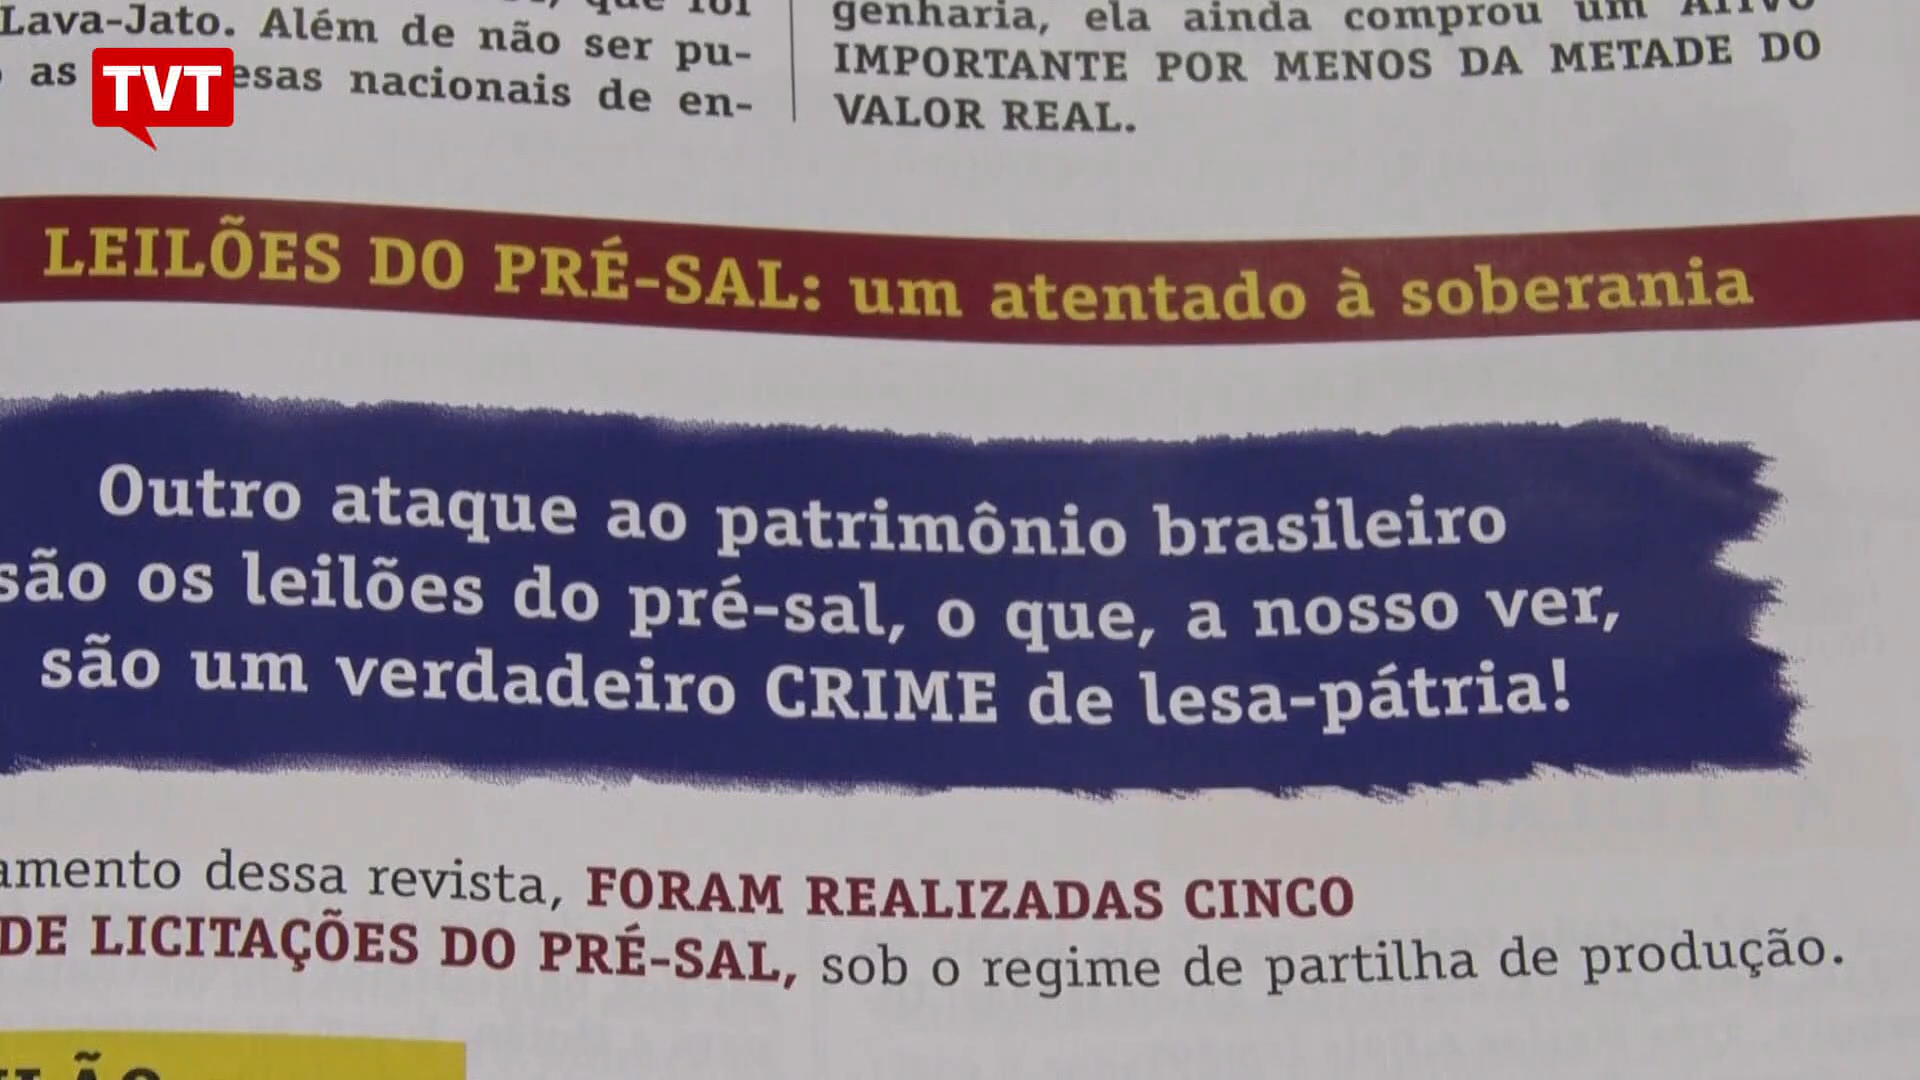 Lava-Jato. Além de não ser pu-
as esas nacionais de en-
genharia, ela ainda comprou um
IMPORTANTE POR MENOS DA METADE DO
VALOR REAL.
TVT
LEILÕES DO PRÉ-SAL: um atentado à soberania
Outro ataque ao patrimônio brasileiro
são os leilões do pré-sal, o que, a nosso ver,
são um verdadeiro CRIME de lesa-pátria!
amento dessa revista, FORAM REALIZADAS CINCO
DE LICITAÇÕES DO PRÉ-SAL, sob o regime de partilha de produção.